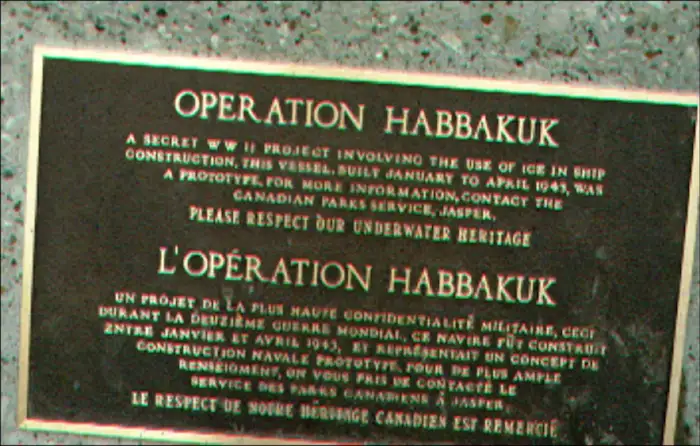 OPERATION HABBAKUK
A SECRET WW II PROJECT INVOLVING THE USE OF ICE IN SHIP
CONSTRUCTION, THIS VESSEL, BUILT JANUARY TO APRIL 1943, WAS
A PROTOTYPE, FOR MORE INFORMATION, CONTACT THE
CANADIAN PARKS SERVICE, JASPER.
PLEASE RESPECT OUR UNDERWATER HERITAGE
L'OPÉRATION HABBAKUK
UN PROJET DE LA PLUS HAUTE CONFIDENTIALITÉ MILITAIRE, CECI
DURANT LA DEUZIÈME GUERRE MONDIAL, CE NAVIRE FUT CONSTRUIT
ENTRE JANVIER ET AVRIL 1943, ET REPRÉSENTAIT UN CONCEPT DE
CONSTRUCTION NAVALE PROTOTYPE, POUR DE PLUS AMPLE
RENSEIGMENT, ON VOUS PRIS DE CONTACTÉ LE
SERVICE DES PARKS CANADIENS À JASPER,
LE RESPECT DE NOTRE HÉRITAGE CANADIEN EST REMERCIÉ